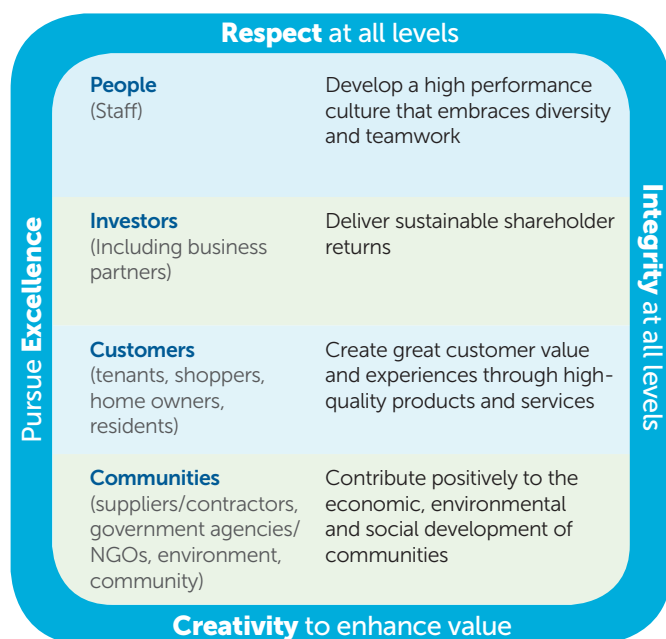 Respect at all levels
People
(Staff)
Develop a high performance
culture that embraces diversity
and teamwork
Investors
(Including business
partners)
Deliver sustainable shareholder
returns
Customers
(tenants, shoppers,
home owners,
residents)
Create great customer value
and experiences through high-
quality products and services
Communities
(suppliers/contractors,
government agencies/
NGOs, environment,
community)
Contribute positively to the
economic, environmental
and social development of
communities
Pursue Excellence
Integrity at all levels
Creativity to enhance value